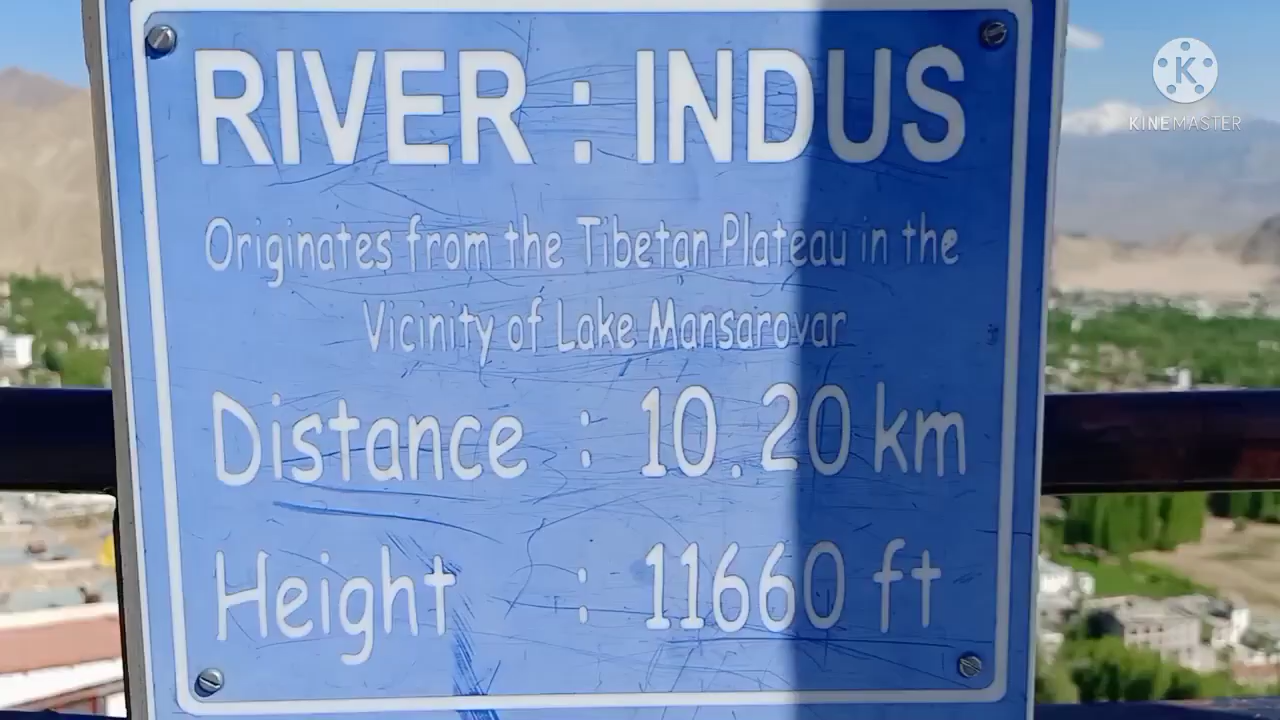 RIVER : INDUS
Originates from the Tibetan Plateau in the
Vicinity of Lake Mansarovar
Distance : 10.20 km
Height : 11660 ft
K
KINEMASTER